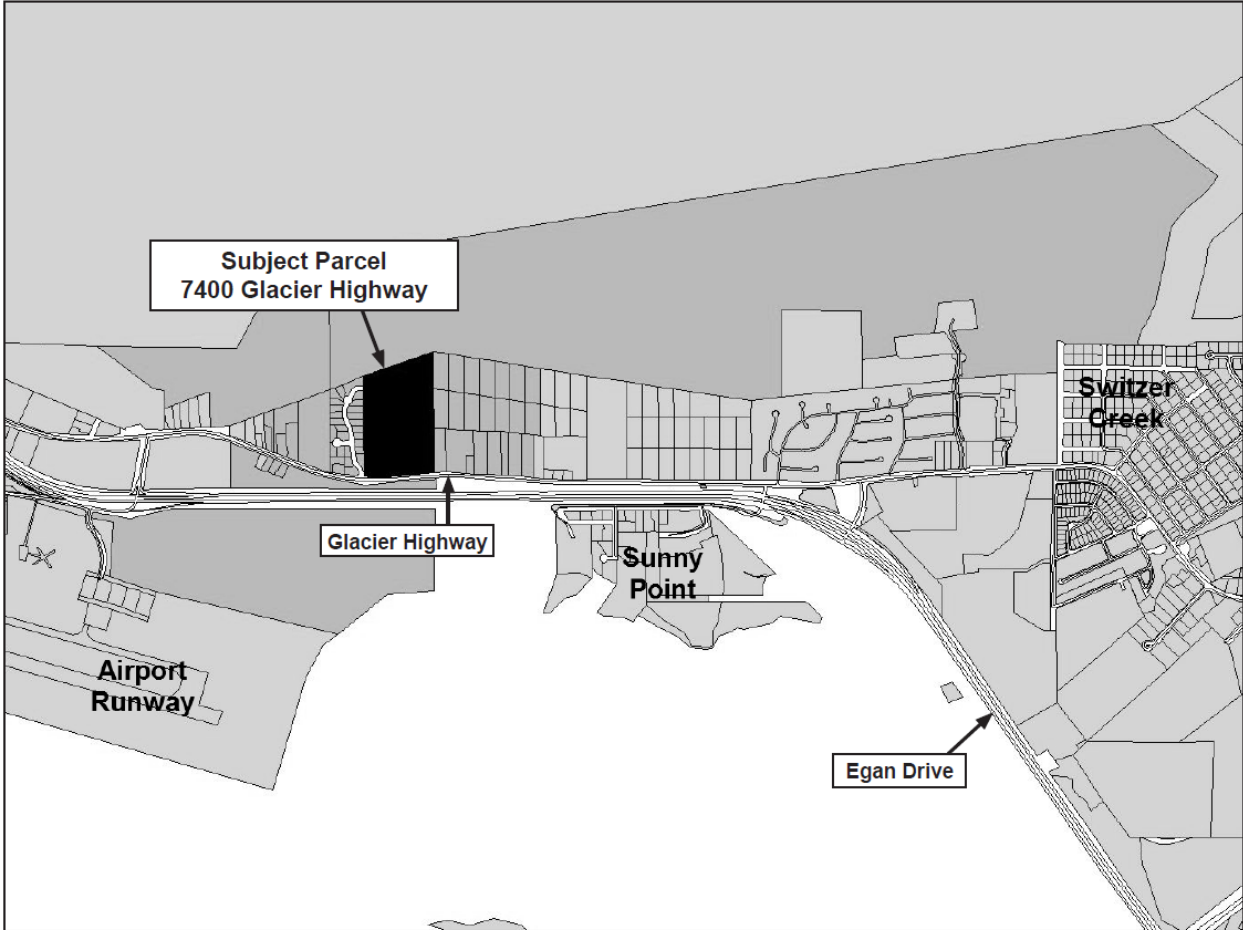 Subject Parcel
7400 Glacier Highway
Switzer
Creek
Glacier Highway
Sunny
Point
Airport
Runway
Egan Drive